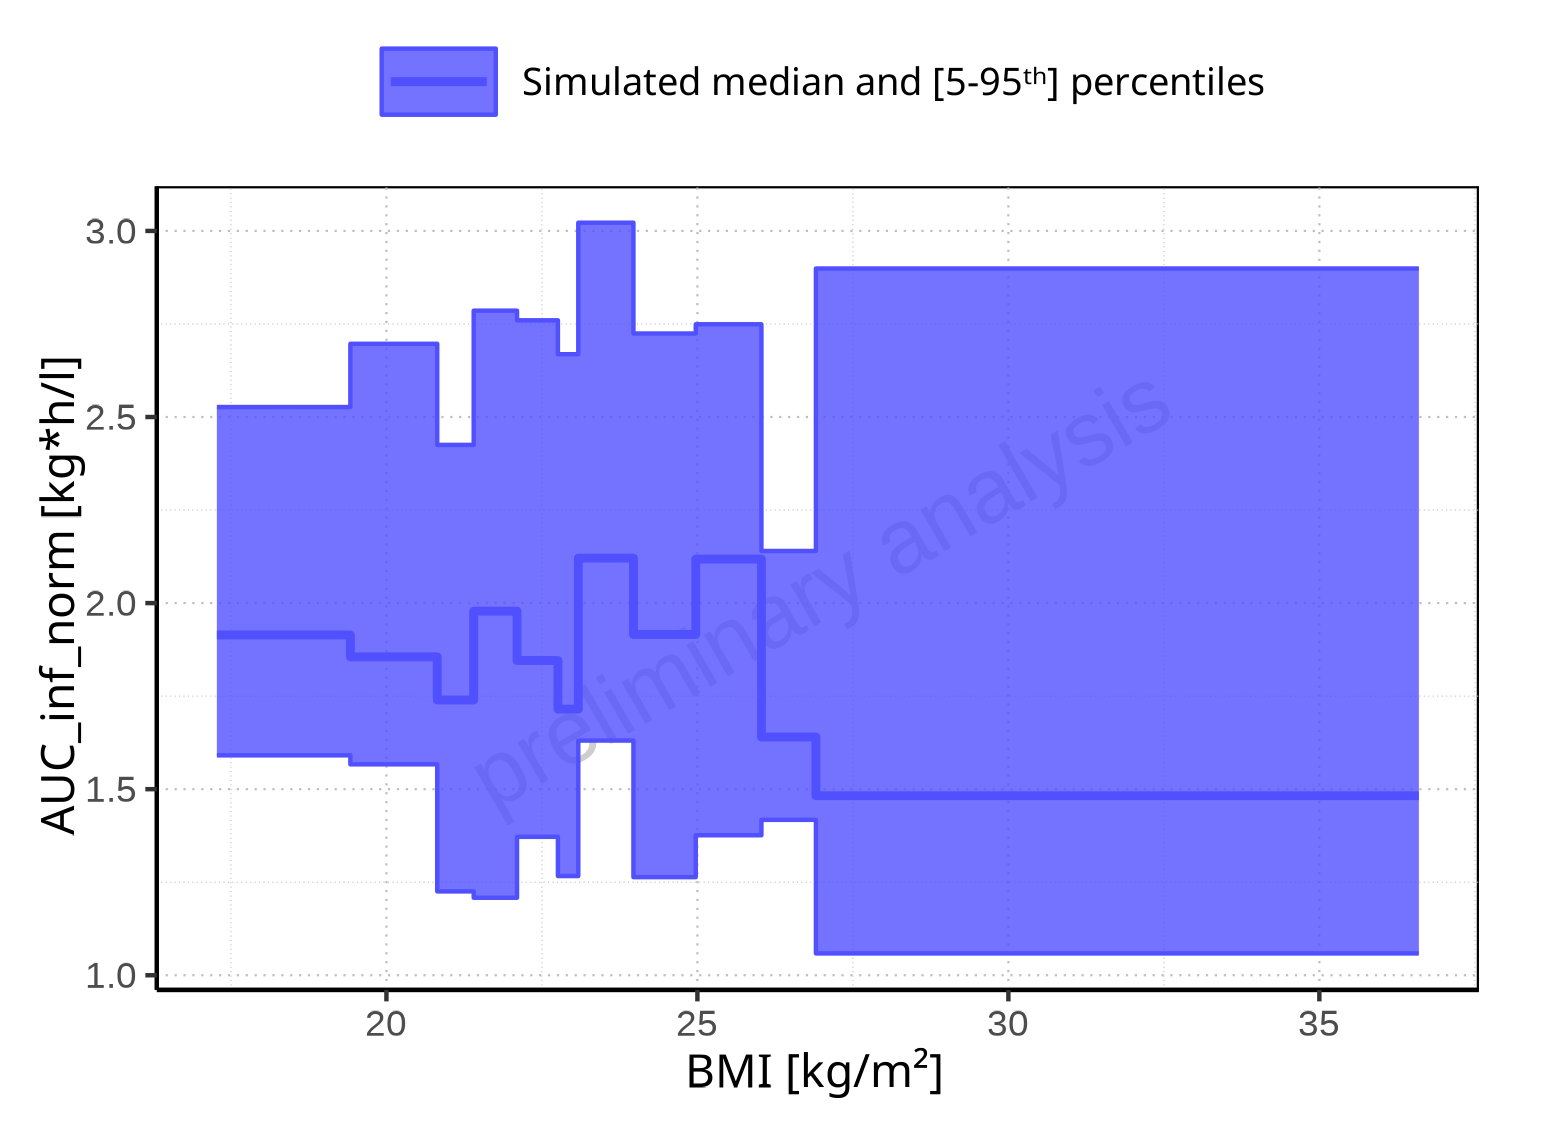 Simulated median and [5-95ᵗʰ] percentiles
3.0
2.5
2.0
1.5
1.0
AUC_inf_norm [kg*h/l]
preliminary analysis
20 25 30 35
BMI [kg/m²]